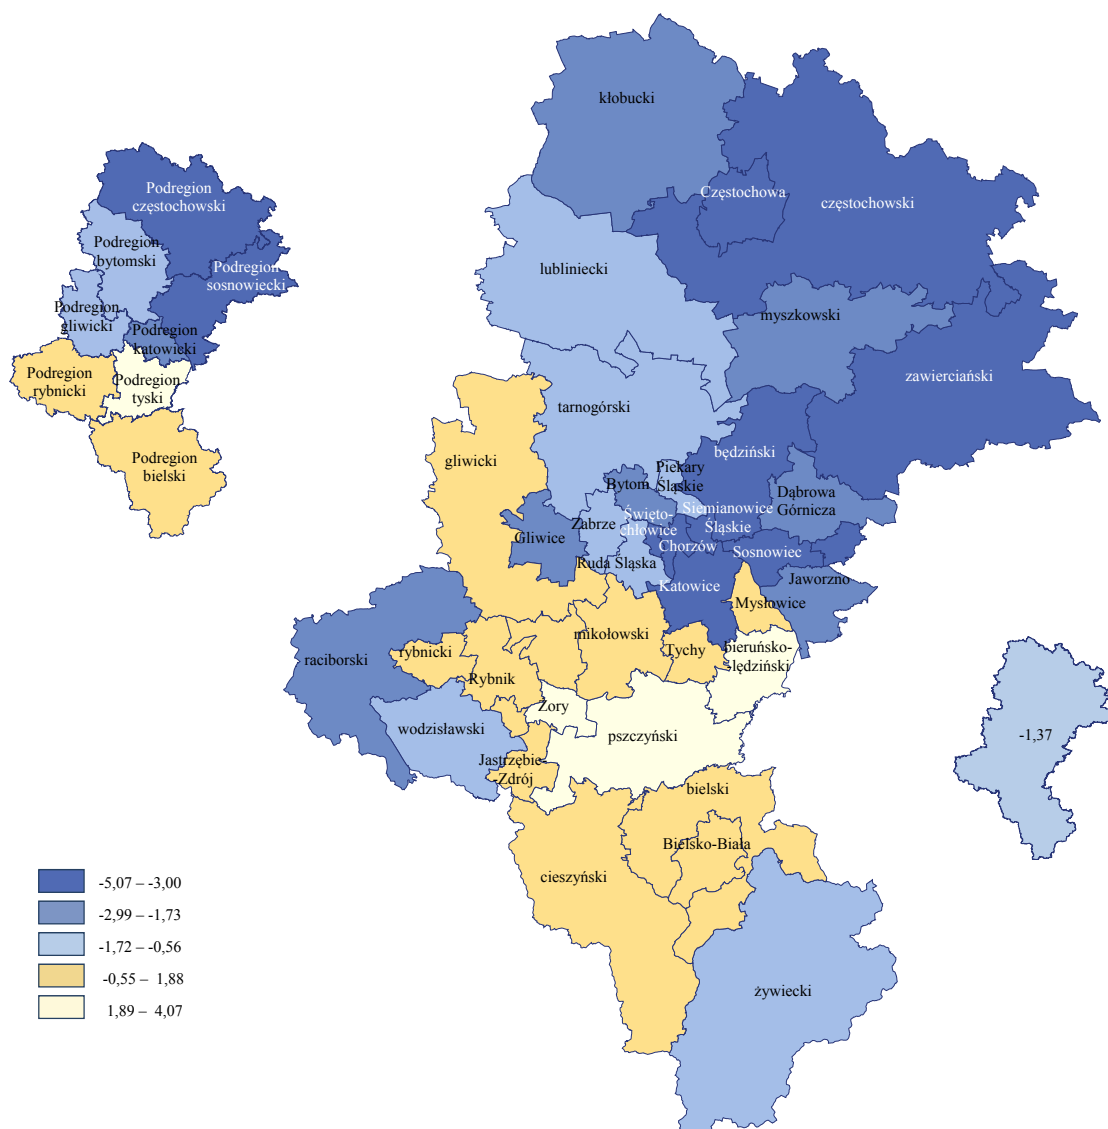 kłobucki
Częstochowa
częstochowski
lubliniecki
myszkowski
zawierciański
tarnogórski
gliwicki
będziński
Piekary
Śląskie
Bytom
Dąbrowa
Górnicza
Siemianowice
Śląskie
Święto-
chłowice
Zabrze
Gliwice
Chorzów
Sosnowiec
Ruda Śląska
Katowice
Jaworzno
Mysłowice
mikołowski
Tychy
bieruńsko-
-lędziński
raciborski
rybnicki
Rybnik
Żory
wodzisławski
pszczyński
Jastrzębie-
-Zdrój
bielski
Bielsko-Biała
cieszyński
żywiecki
Podregion
częstochowski
Podregion
bytomski
Podregion
sosnowiecki
Podregion
gliwicki
Podregion
katowicki
Podregion
rybnicki
Podregion
tyski
Podregion
bielski
-1,37
-5,07 – -3,00
-2,99 – -1,73
-1,72 – -0,56
-0,55 – 1,88
1,89 – 4,07